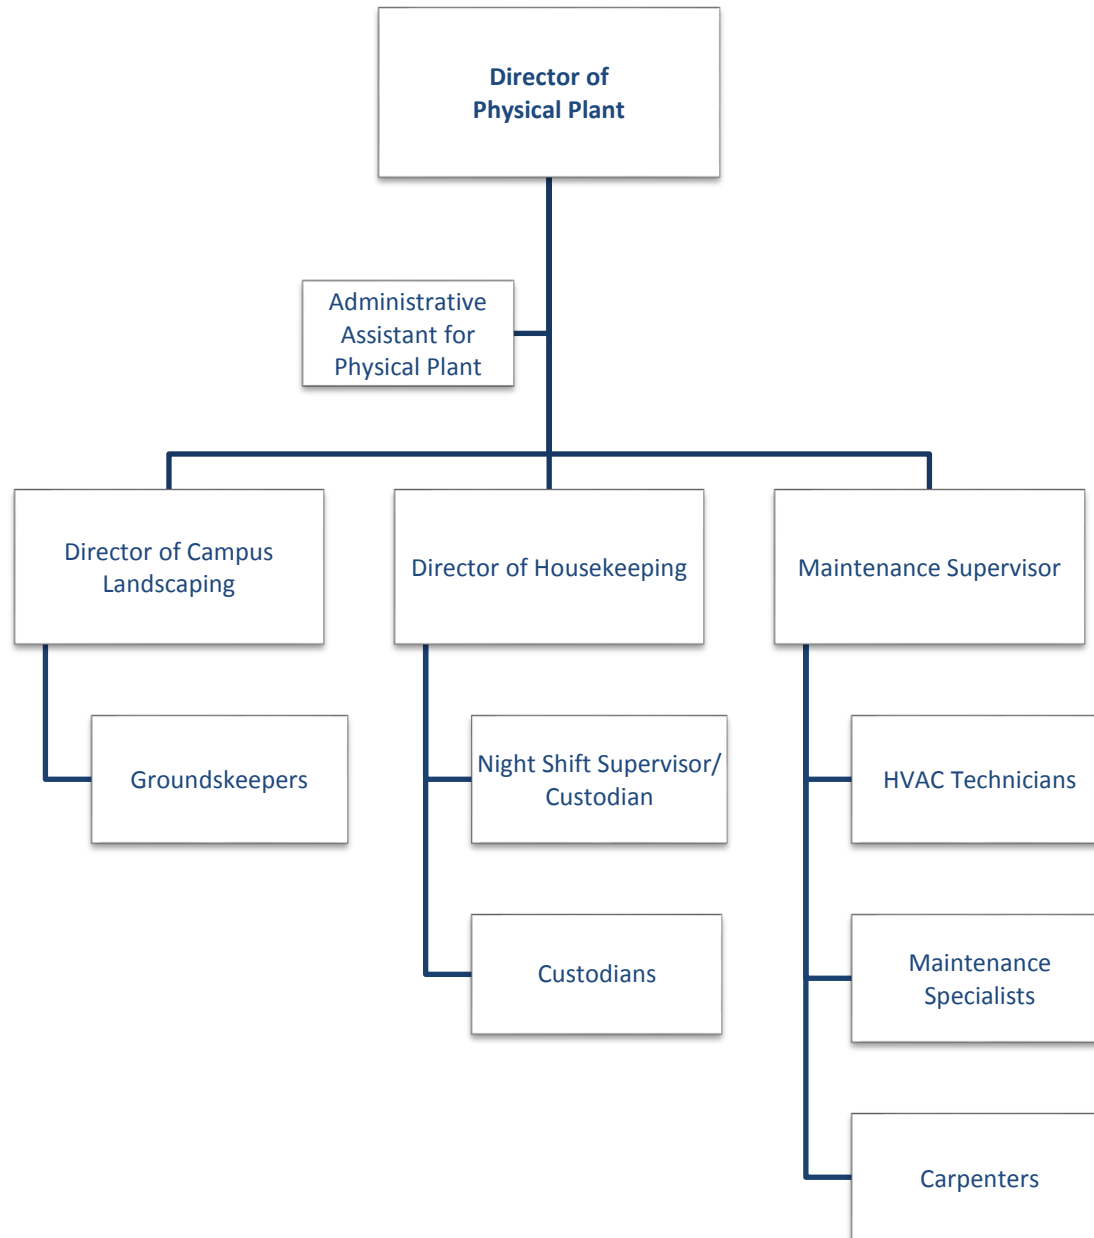 Director of
Physical Plant
Administrative
Assistant for
Physical Plant
Director of Campus
Landscaping
Director of Housekeeping
Maintenance Supervisor
Groundskeepers
Night Shift Supervisor/
Custodian
HVAC Technicians
Custodians
Maintenance
Specialists
Carpenters